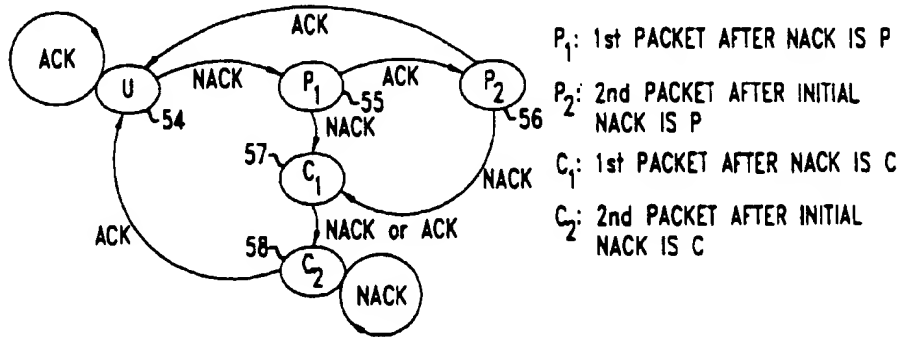 ACK
ACK
U
NACK
P1
ACK
P2
54
55
56
NACK
57
C1
NACK
ACK
NACK or ACK
58
C2
NACK
P1: 1st PACKET AFTER NACK IS P
P2: 2nd PACKET AFTER INITIAL
NACK IS P
C1: 1st PACKET AFTER NACK IS C
C2: 2nd PACKET AFTER INITIAL
NACK IS C